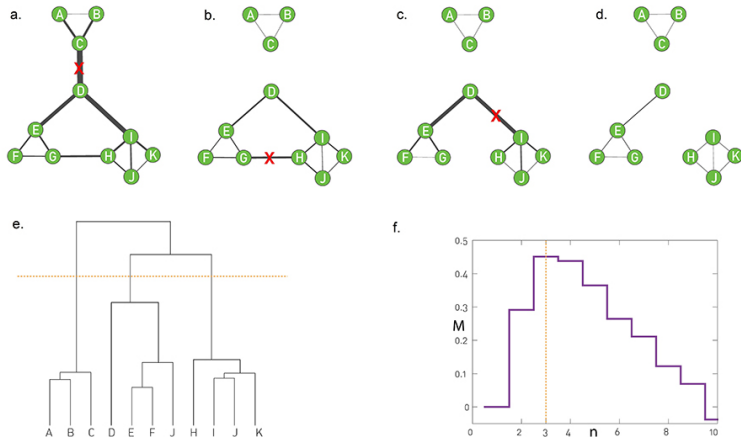 a.
A B
C
X
D
E
I
F G H K
J
b.
A B
C
D
E
I
F G X H K
J
c.
A B
C
D
X
E
I
F G H K
J
d.
A B
C
D
E
I
F G H K
J
e.
A B C D E F J H I J K
f.
0.5
0.4
0.3
M
0.2
0.1
0
0 2 3 4 6 8 10
n